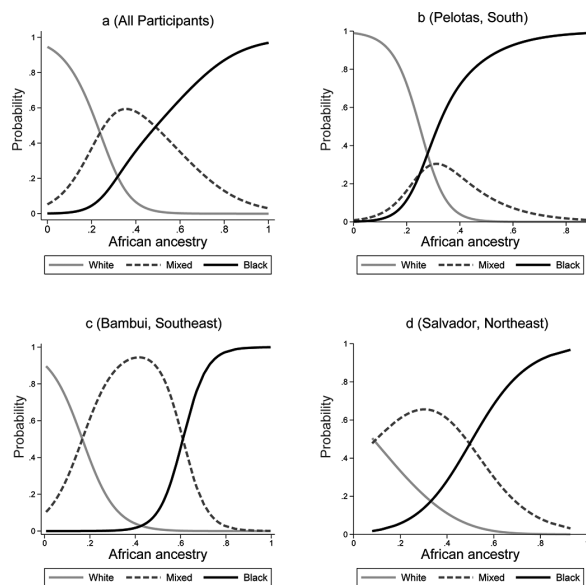 a (All Participants)
1
.8
.6
.4
.2
0
Probability
0 .2 .4 .6 .8 1
African ancestry
White Mixed Black
b (Pelotas, South)
1
.8
.6
.4
.2
0
Probability
0 .2 .4 .6 .8
African ancestry
White Mixed Black
c (Bambui, Southeast)
1
.8
.6
.4
.2
0
Probability
0 .2 .4 .6 .8 1
African ancestry
White Mixed Black
d (Salvador, Northeast)
1
.8
.6
.4
.2
0
Probability
0 .2 .4 .6 .8
African ancestry
White Mixed Black